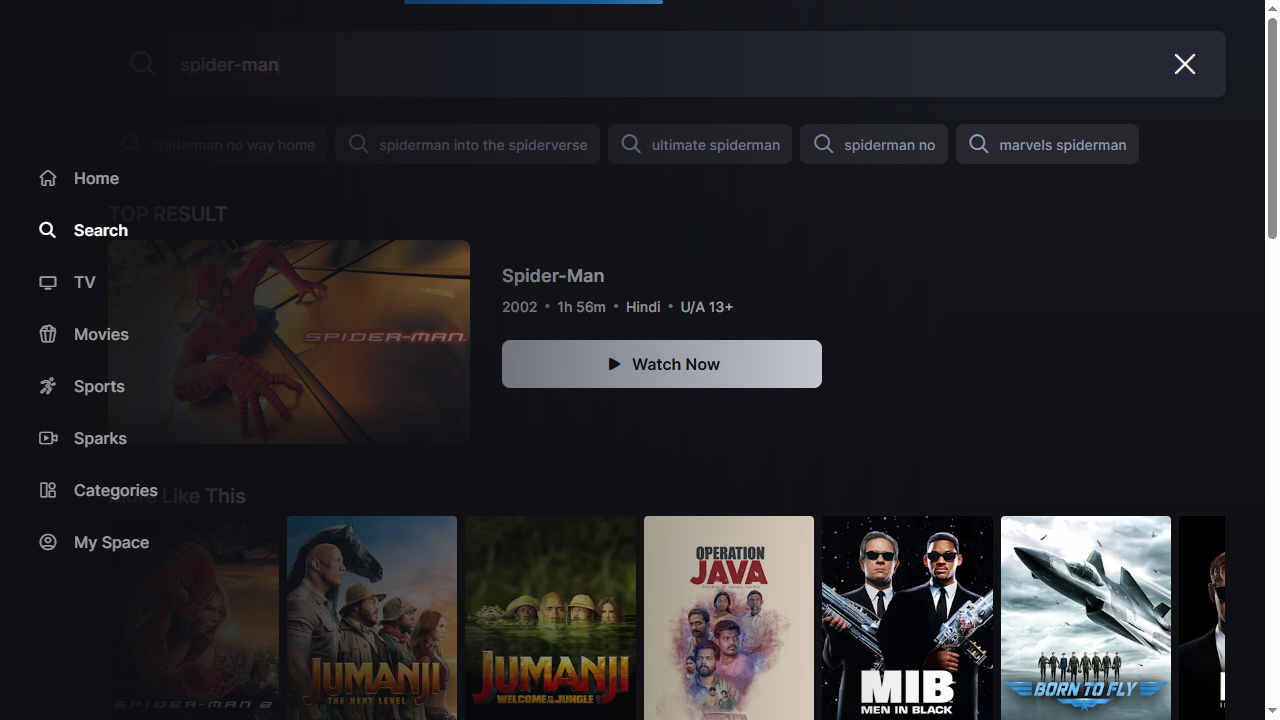 spider-man
spiderman no way home
spiderman into the spiderverse
ultimate spiderman
spiderman no
marvels spiderman
Home
TOP RESULT
Search
TV
Movies
Sports
Sparks
Categories
My Space
SPIDER-MAN
Spider-Man
2002 • 1h 56m • Hindi • U/A 13+
Watch Now
More Like This
SPIDER-MAN 2
JUMANJI
THE NEXT LEVEL
JUMANJI
WELCOME TO THE JUNGLE
OPERATION
JAVA
MIB
MEN IN BLACK
BORN TO FLY